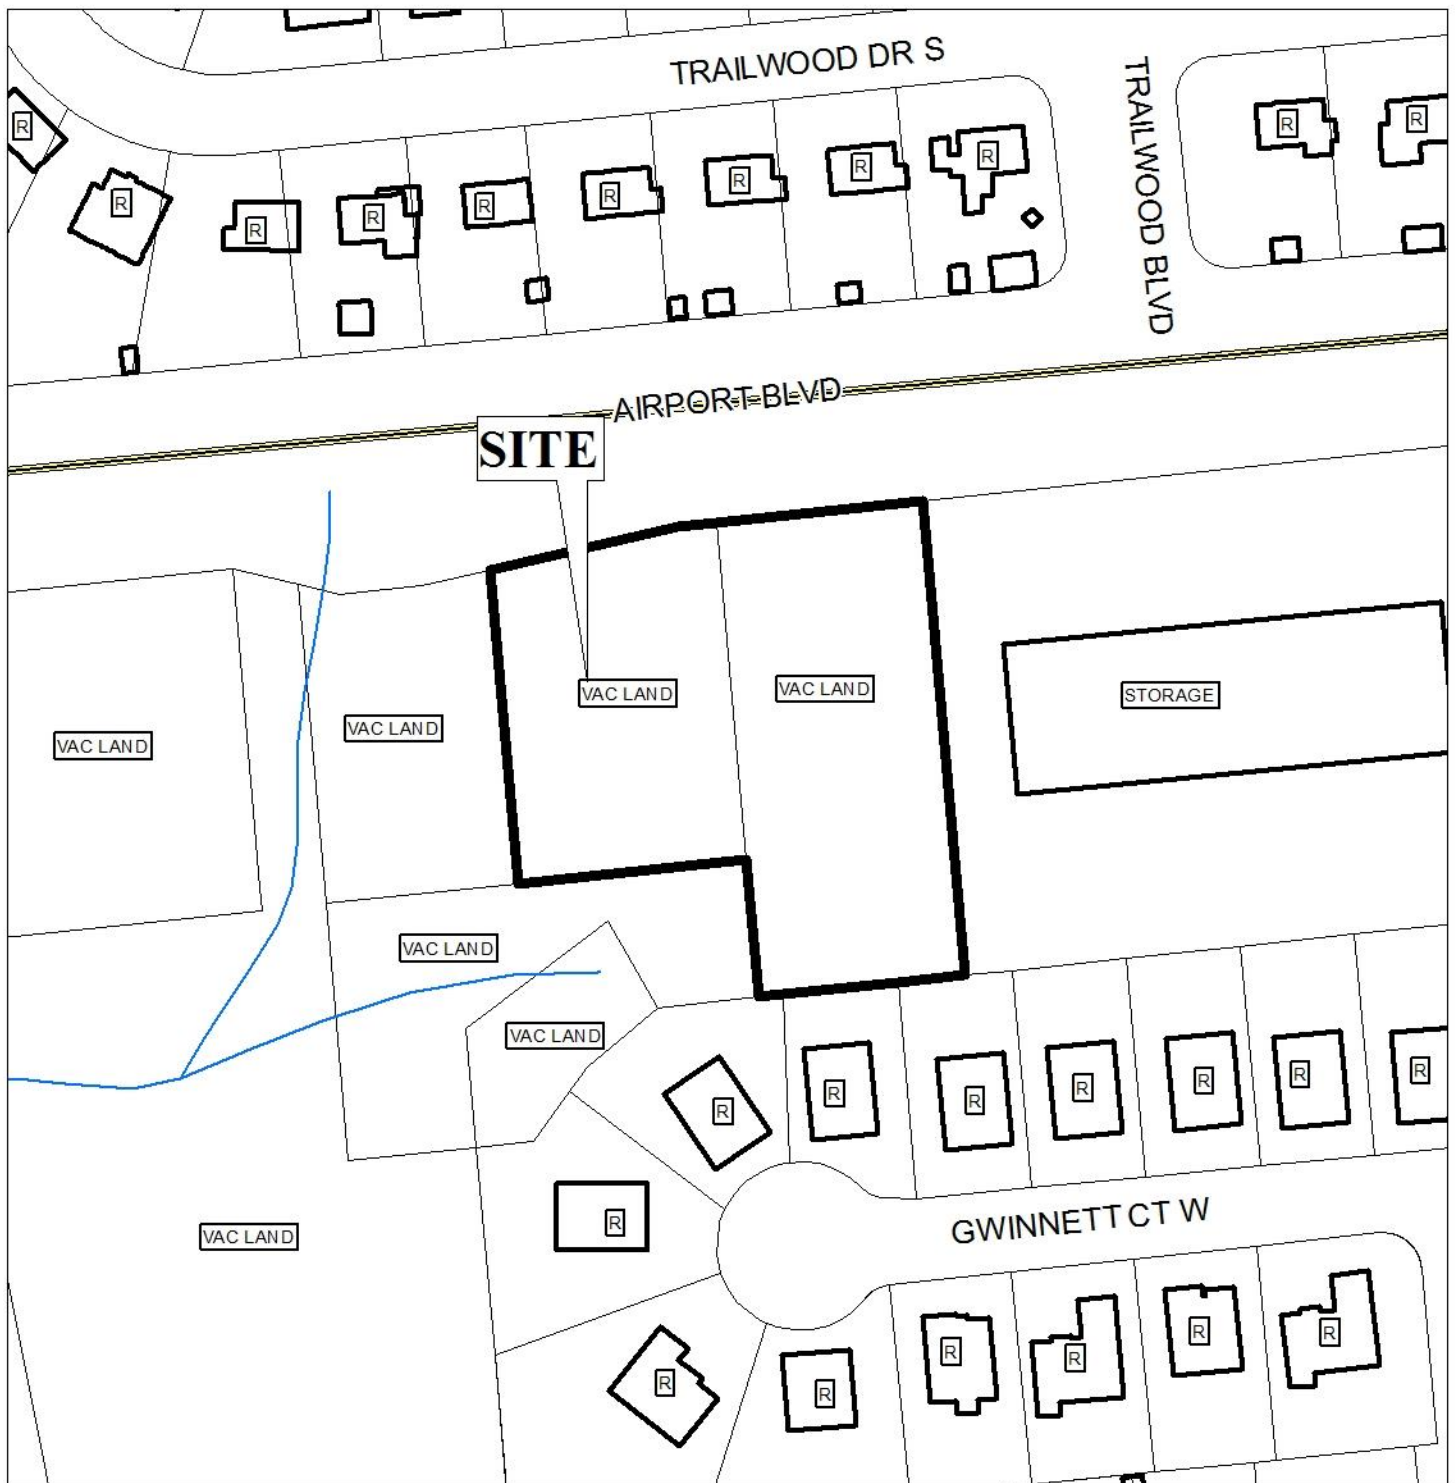 TRAILWOOD DR S
TRAILWOOD BLVD
R
R
R
R
R
R
R
R
R
R
R
AIRPORT BLVD
SITE
VAC LAND
VAC LAND
STORAGE
VAC LAND
VAC LAND
VAC LAND
VAC LAND
R
R
R
R
R
R
R
R
GWINNETT CT W
VAC LAND
R
R
R
R
R
R